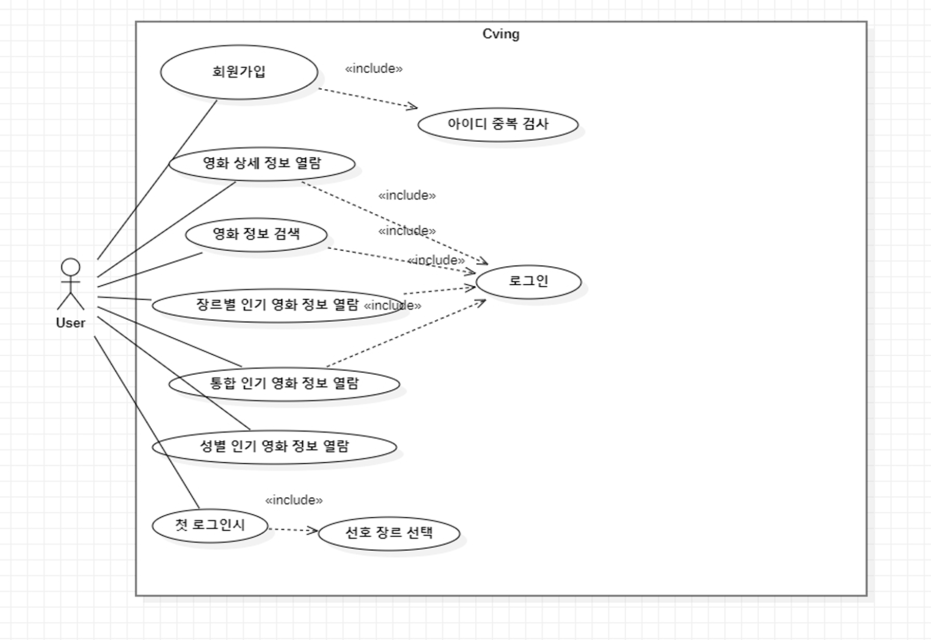 Cving
회원가입
«include»
아이디 중복 검사
영화 상세 정보 열람
«include»
영화 정보 검색
«include»
«include»
로그인
장르별 인기 영화 정보 열람
«include»
User
통합 인기 영화 정보 열람
성별 인기 영화 정보 열람
«include»
첫 로그인시
선호 장르 선택